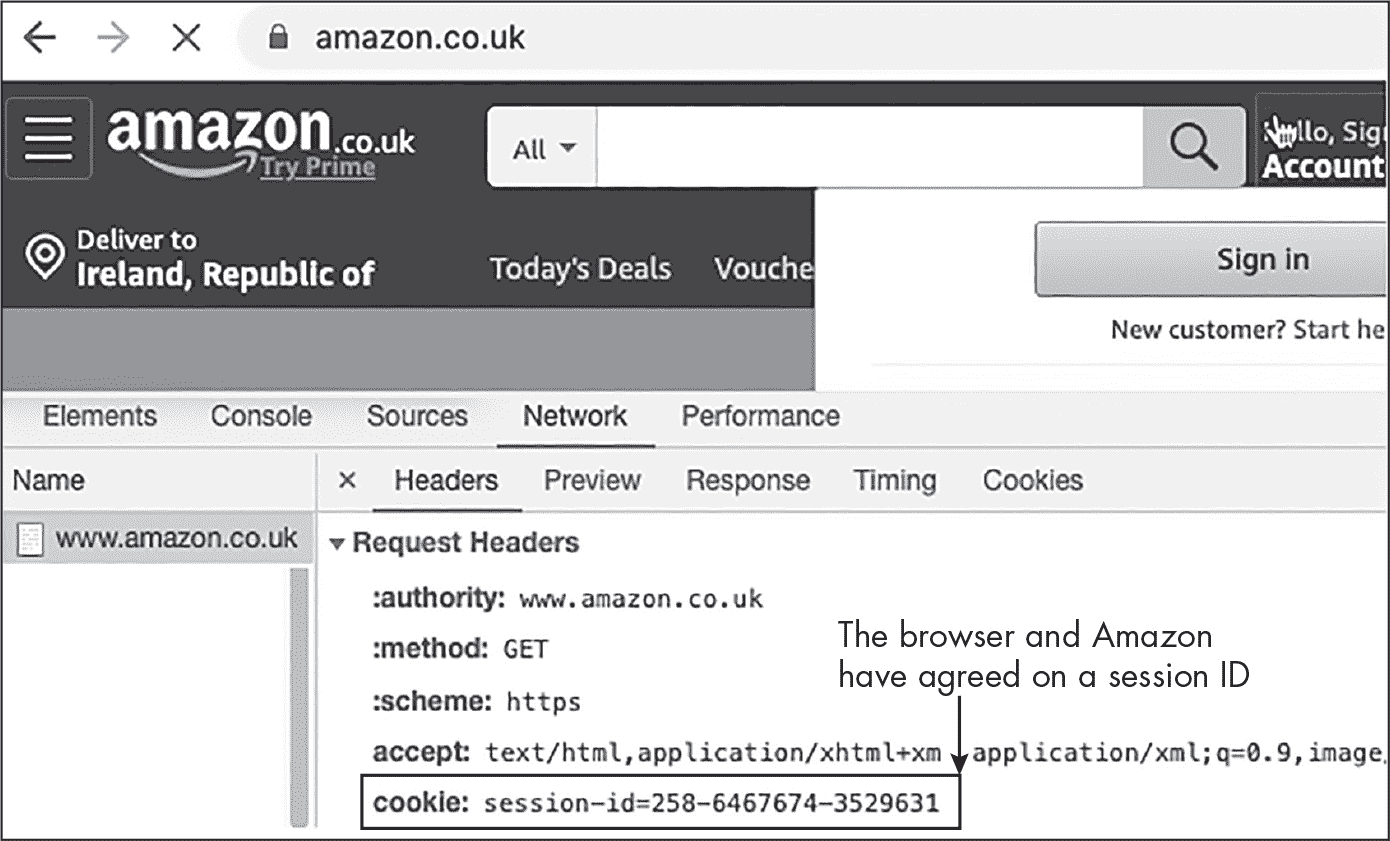 amazon.co.uk
amazon.co.uk
Try Prime
All
Hello, Sig
Account
Deliver to
Ireland, Republic of
Today's Deals
Vouche
Sign in
New customer? Start he
Elements Console Sources Network Performance
Name
× Headers Preview Response Timing Cookies
www.amazon.co.uk
Request Headers
:authority: www.amazon.co.uk
:method: GET
The browser and Amazon
have agreed on a session ID
:scheme: https
accept: text/html,application/xhtml+xm application/xml;q=0.9,image,
cookie: session-id=258-6467674-3529631